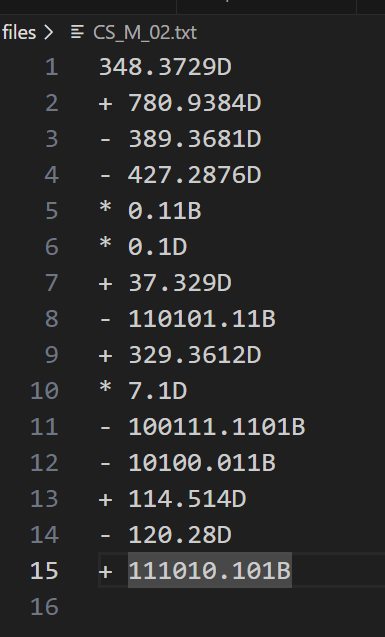 files > CS_M_02.txt
1 348.3729D
2 + 780.9384D
3 - 389.3681D
4 - 427.2876D
5 * 0.11B
6 * 0.1D
7 + 37.329D
8 - 110101.11B
9 + 329.3612D
10 * 7.1D
11 - 100111.1101B
12 - 10100.011B
13 + 114.514D
14 - 120.28D
15 + 111010.101B
16